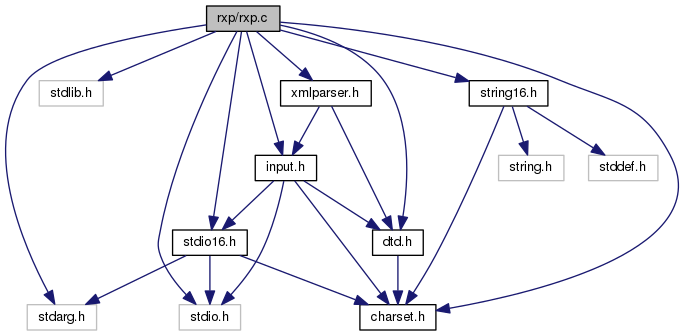 rxp/rxp.c
stdlib.h
xmlparser.h
string16.h
input.h
string.h
stddef.h
stdio16.h
dtd.h
stdarg.h
stdio.h
charset.h